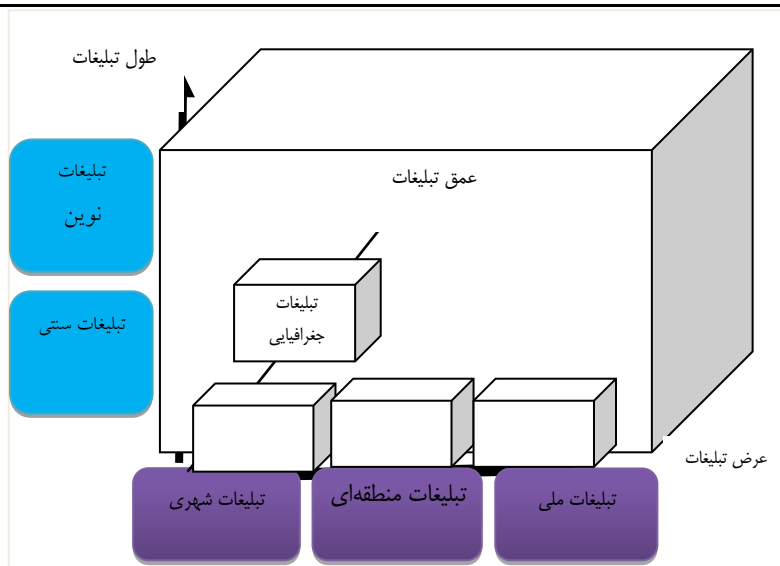 طول تبلیغات
تبلیغات
نوین
عمق تبلیغات
تبلیغات
جغرافیایی
تبلیغات سنتی
عرض تبلیغات
تبلیغات ملی
تبلیغات منطقه‌ای
تبلیغات شهری